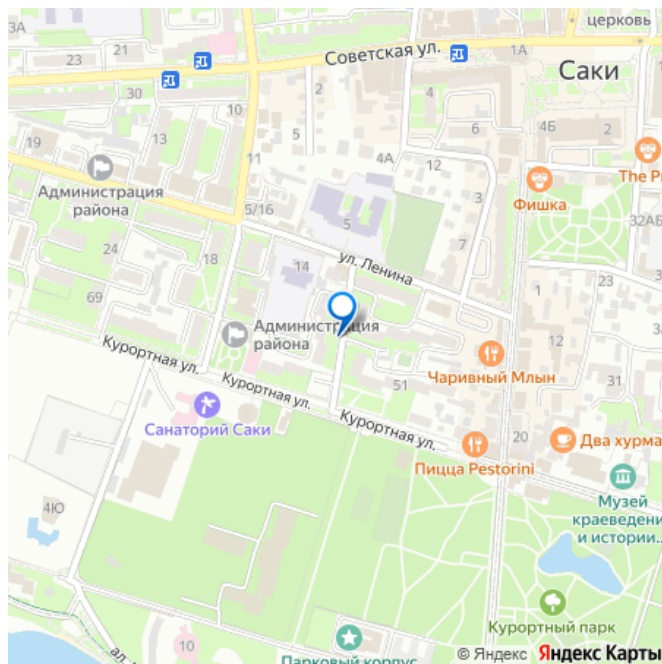 церковь
3А
21
23
Советская ул.
1А
Саки
30
10
2
4
5
6
4Б
2
19
13
11
4А
12
3
The P
Администрация
района
5/16
5
Фишка
32АБ
24
18
7
14
ул. Ленина
69
1
Администрация
района
Курортная ул.
Курортная ул.
51
Чаривный Млын
31
Курортная ул.
Санаторий Саки
20
Два хурма
Пицца Pestorini
4Ю
Музей
краеведени
и истории...
Курортный парк
10
ал.
Парковый корпус
© Яндекс Яндекс Карты